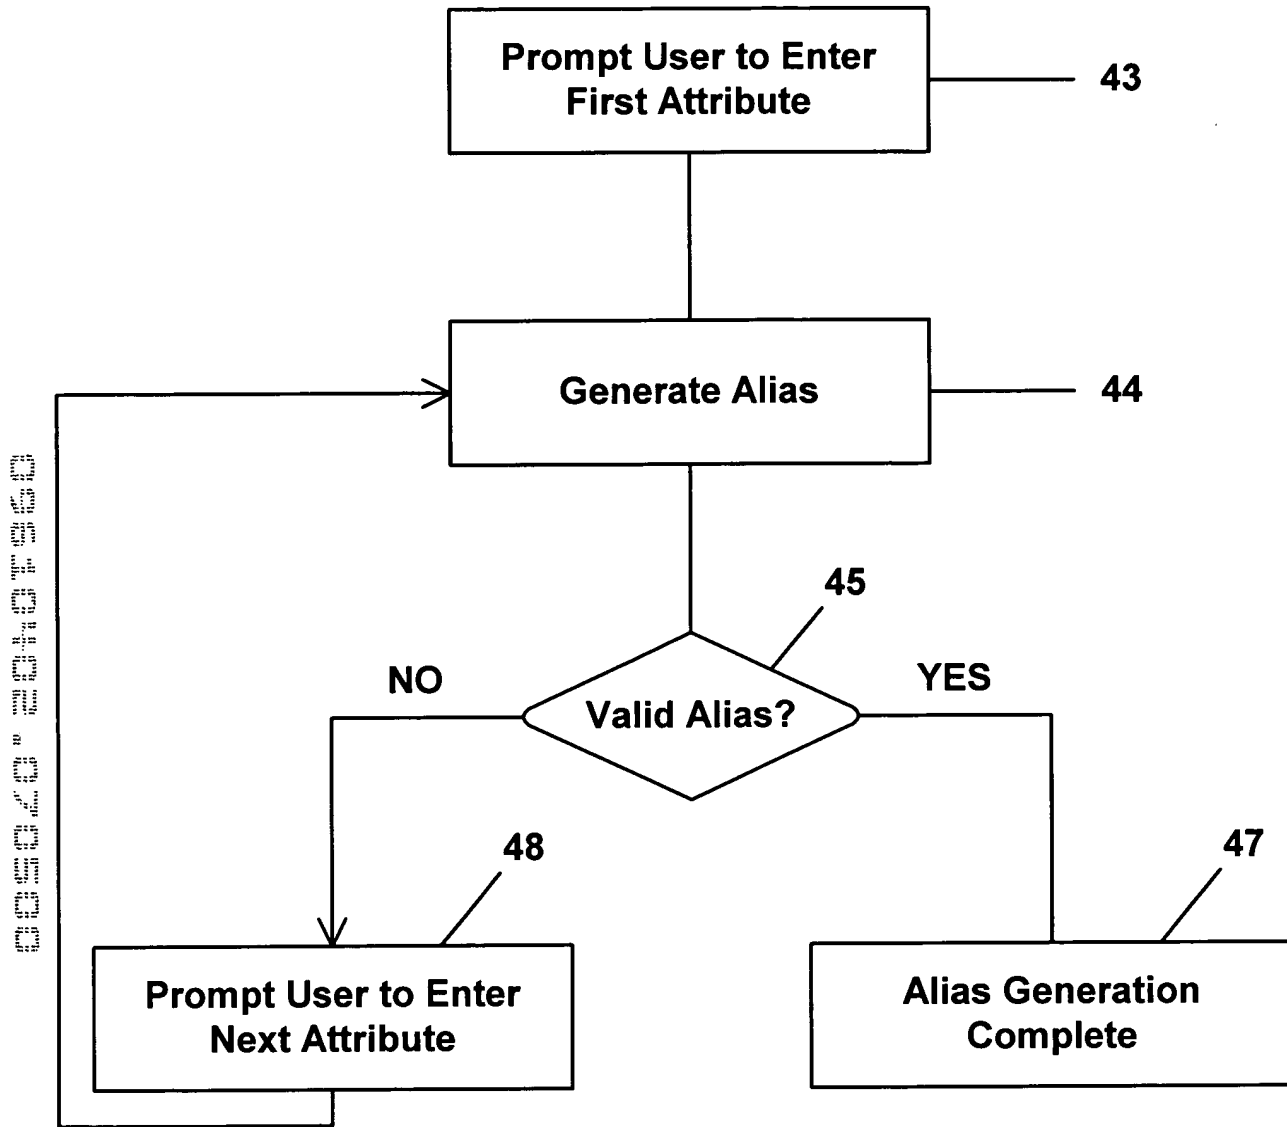 Prompt User to Enter
First Attribute
43
Generate Alias
44
45
NO
Valid Alias?
YES
48
47
Prompt User to Enter
Next Attribute
Alias Generation
Complete